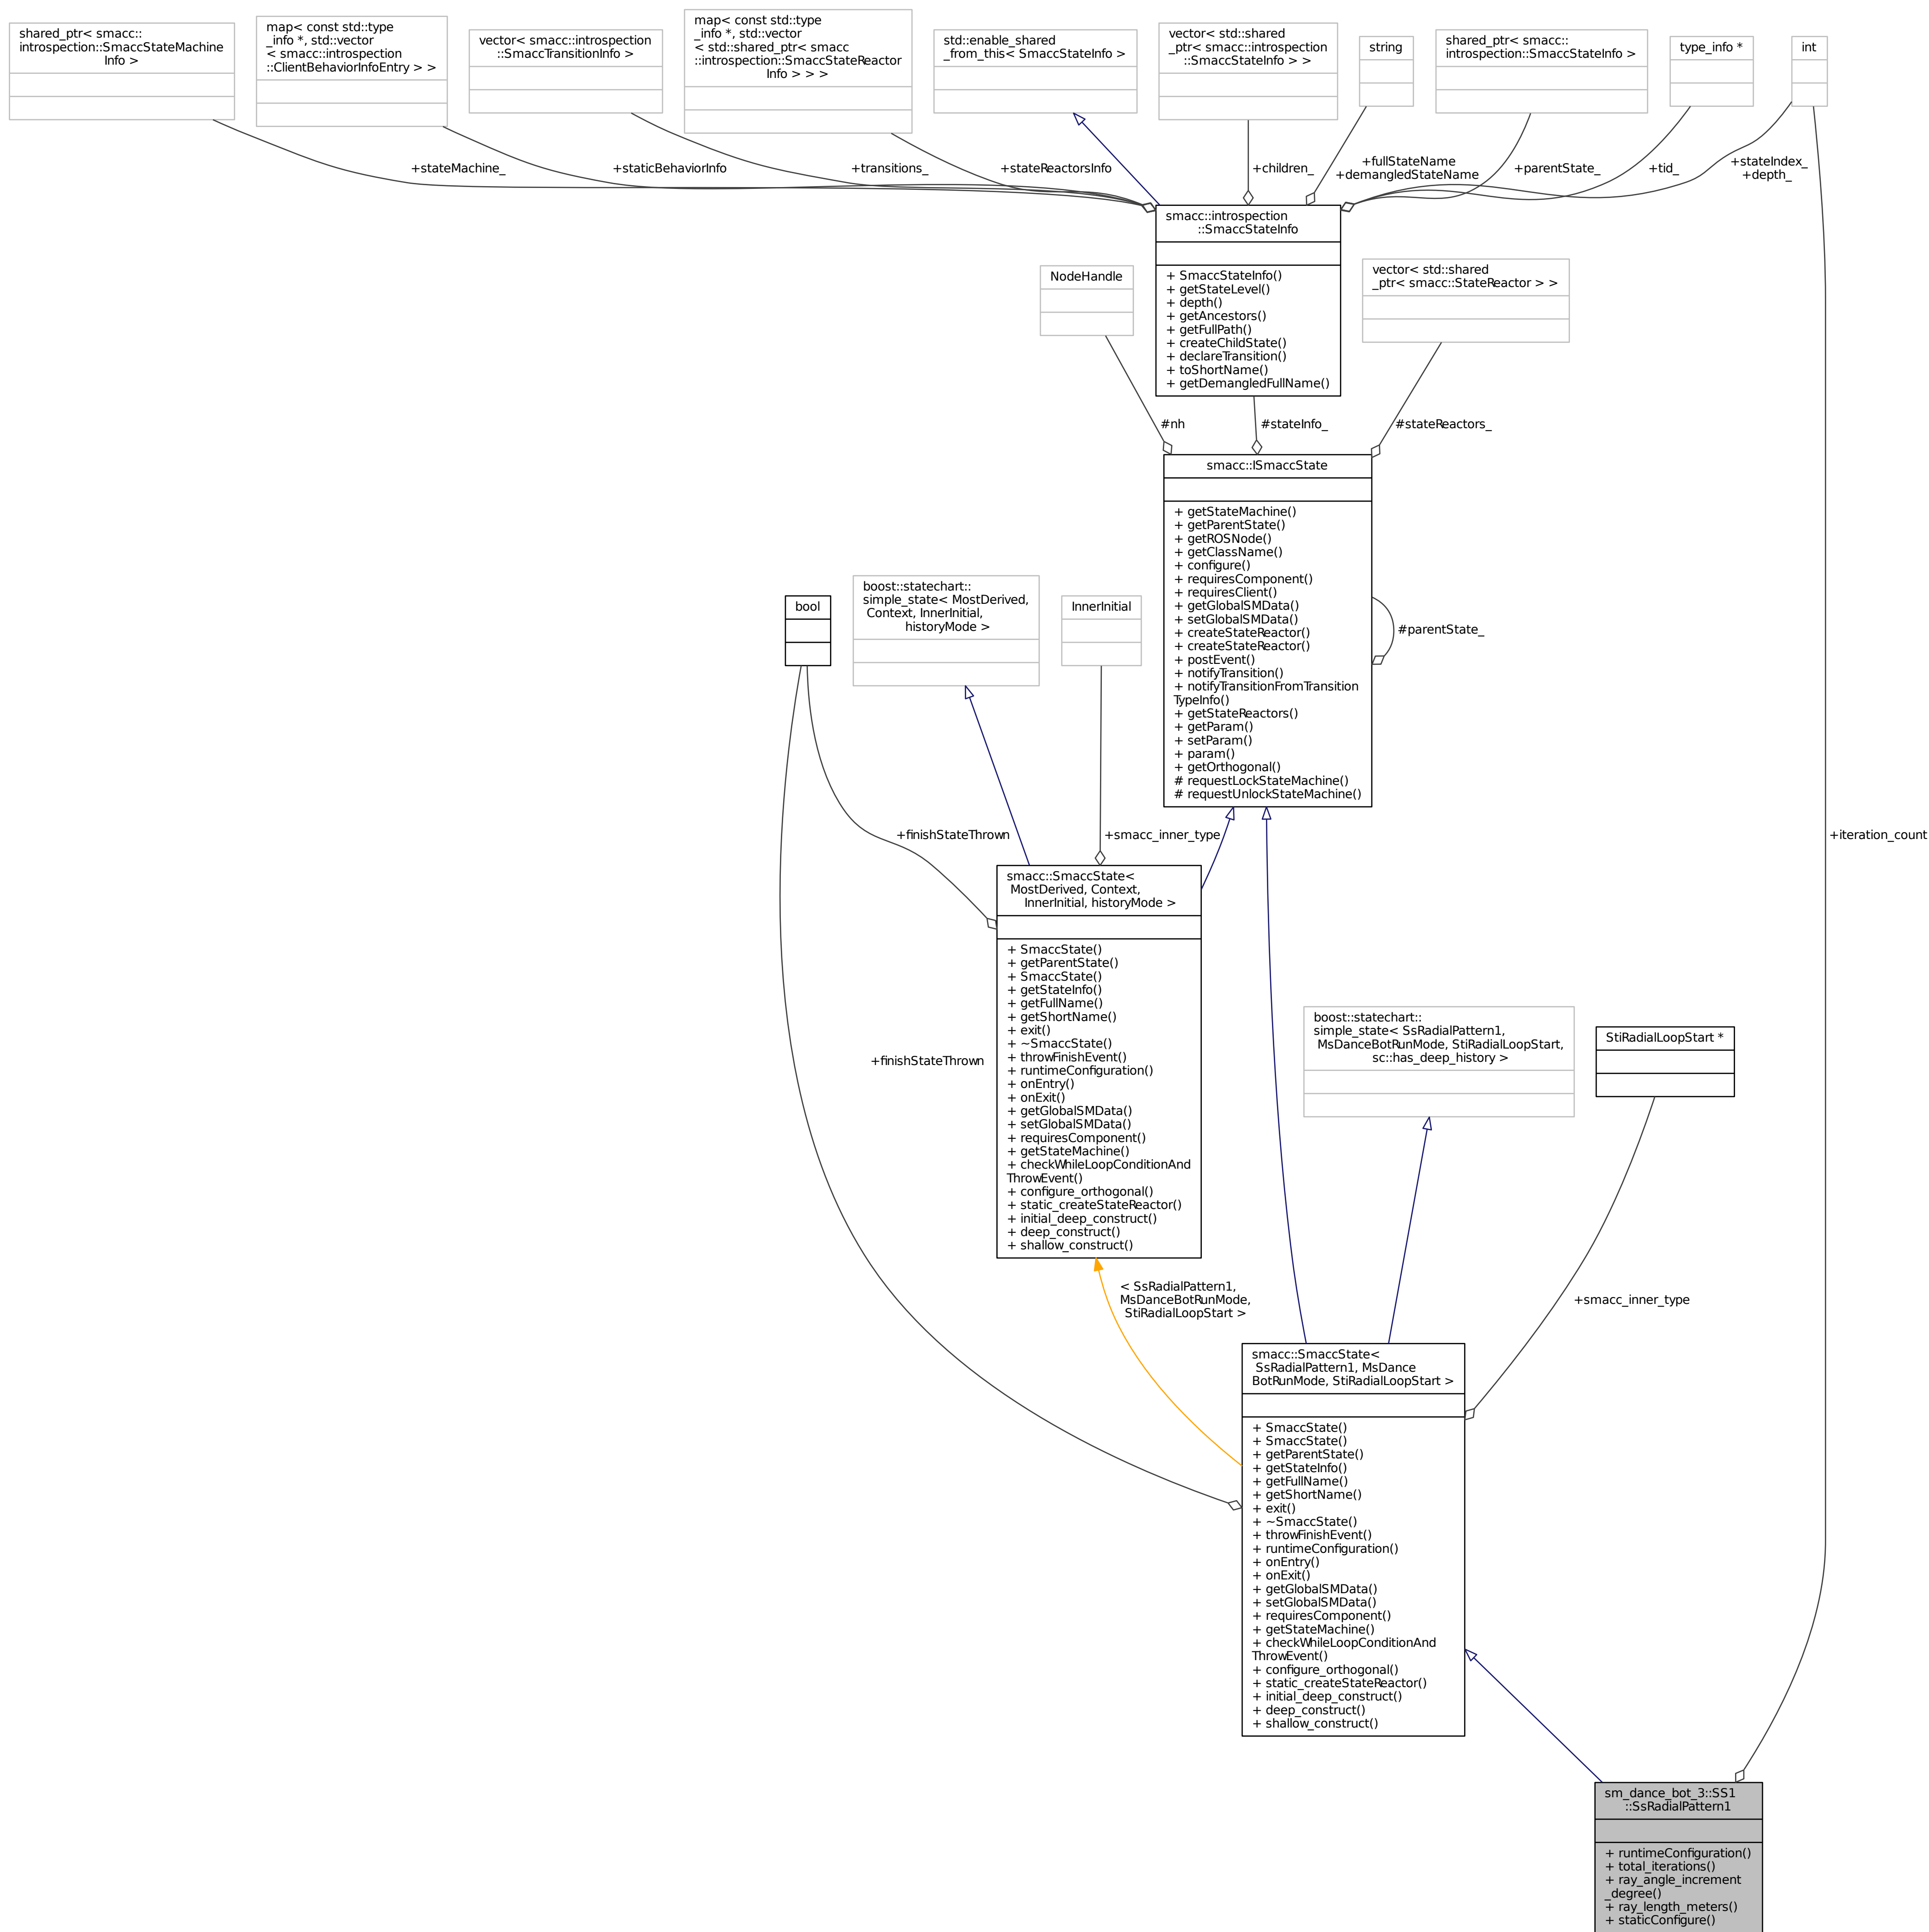 shared_ptr< smacc::
introspection::SmaccStateMachine
Info >
map< const std::type
_info *, std::vector
< smacc::introspection
::ClientBehaviorInfoEntry > >
vector< smacc::introspection
::SmaccTransitionInfo >
map< const std::type
_info *, std::vector
< std::shared_ptr< smacc
::introspection::SmaccStateReactor
Info > > >
std::enable_shared
_from_this< SmaccStateInfo >
vector< std::shared
_ptr< smacc::introspection
::SmaccStateInfo > >
string
shared_ptr< smacc::
introspection::SmaccStateInfo >
type_info *
int
+stateMachine_
+staticBehaviorInfo
+transitions_
+stateReactorsInfo
+children_
+fullStateName
+demangledStateName
+parentState_
+tid_
+stateIndex_
+depth_
smacc::introspection
::SmaccStateInfo
+ SmaccStateInfo()
+ getStateLevel()
+ depth()
+ getAncestors()
+ getFullPath()
+ createChildState()
+ declareTransition()
+ toShortName()
+ getDemangledFullName()
NodeHandle
vector< std::shared
_ptr< smacc::StateReactor > >
#nh
#stateInfo_
#stateReactors_
smacc::ISmaccState
+ getStateMachine()
+ getParentState()
+ getROSNode()
+ getClassName()
+ configure()
+ requiresComponent()
+ requiresClient()
+ getGlobalSMData()
+ setGlobalSMData()
+ createStateReactor()
+ createStateReactor()
+ postEvent()
+ notifyTransition()
+ notifyTransitionFromTransition
TypeInfo()
+ getStateReactors()
+ getParam()
+ setParam()
+ param()
+ getOrthogonal()
# requestLockStateMachine()
# requestUnlockStateMachine()
#parentState_
bool
boost::statechart::
simple_state< MostDerived,
Context, InnerInitial,
historyMode >
InnerInitial
+finishStateThrown
+smacc_inner_type
+iteration_count
smacc::SmaccState<
MostDerived, Context,
InnerInitial, historyMode >
+ SmaccState()
+ getParentState()
+ SmaccState()
+ getStateInfo()
+ getFullName()
+ getShortName()
+ exit()
+ ~SmaccState()
+ throwFinishEvent()
+ runtimeConfiguration()
+ onEntry()
+ onExit()
+ getGlobalSMData()
+ setGlobalSMData()
+ requiresComponent()
+ getStateMachine()
+ checkWhileLoopConditionAnd
ThrowEvent()
+ configure_orthogonal()
+ static_createStateReactor()
+ initial_deep_construct()
+ deep_construct()
+ shallow_construct()
+finishStateThrown
boost::statechart::
simple_state< SsRadialPattern1,
MsDanceBotRunMode, StiRadialLoopStart,
sc::has_deep_history >
StiRadialLoopStart *
< SsRadialPattern1,
MsDanceBotRunMode,
StiRadialLoopStart >
+smacc_inner_type
smacc::SmaccState<
SsRadialPattern1, MsDance
BotRunMode, StiRadialLoopStart >
+ SmaccState()
+ SmaccState()
+ getParentState()
+ getStateInfo()
+ getFullName()
+ getShortName()
+ exit()
+ ~SmaccState()
+ throwFinishEvent()
+ runtimeConfiguration()
+ onEntry()
+ onExit()
+ getGlobalSMData()
+ setGlobalSMData()
+ requiresComponent()
+ getStateMachine()
+ checkWhileLoopConditionAnd
ThrowEvent()
+ configure_orthogonal()
+ static_createStateReactor()
+ initial_deep_construct()
+ deep_construct()
+ shallow_construct()
sm_dance_bot_3::SS1
::SsRadialPattern1
+ runtimeConfiguration()
+ total_iterations()
+ ray_angle_increment
_degree()
+ ray_length_meters()
+ staticConfigure()